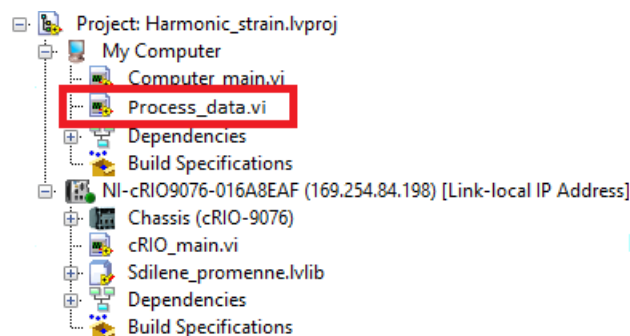 Project: Harmonic_strain.lvproj
My Computer
Computer_main.vi
Process_data.vi
Dependencies
Build Specifications
NI-cRIO9076-016A8EAF (169.254.84.198) [Link-local IP Address]
Chassis (cRIO-9076)
cRIO_main.vi
Sdilene_promenne.lvlib
Dependencies
Build Specifications